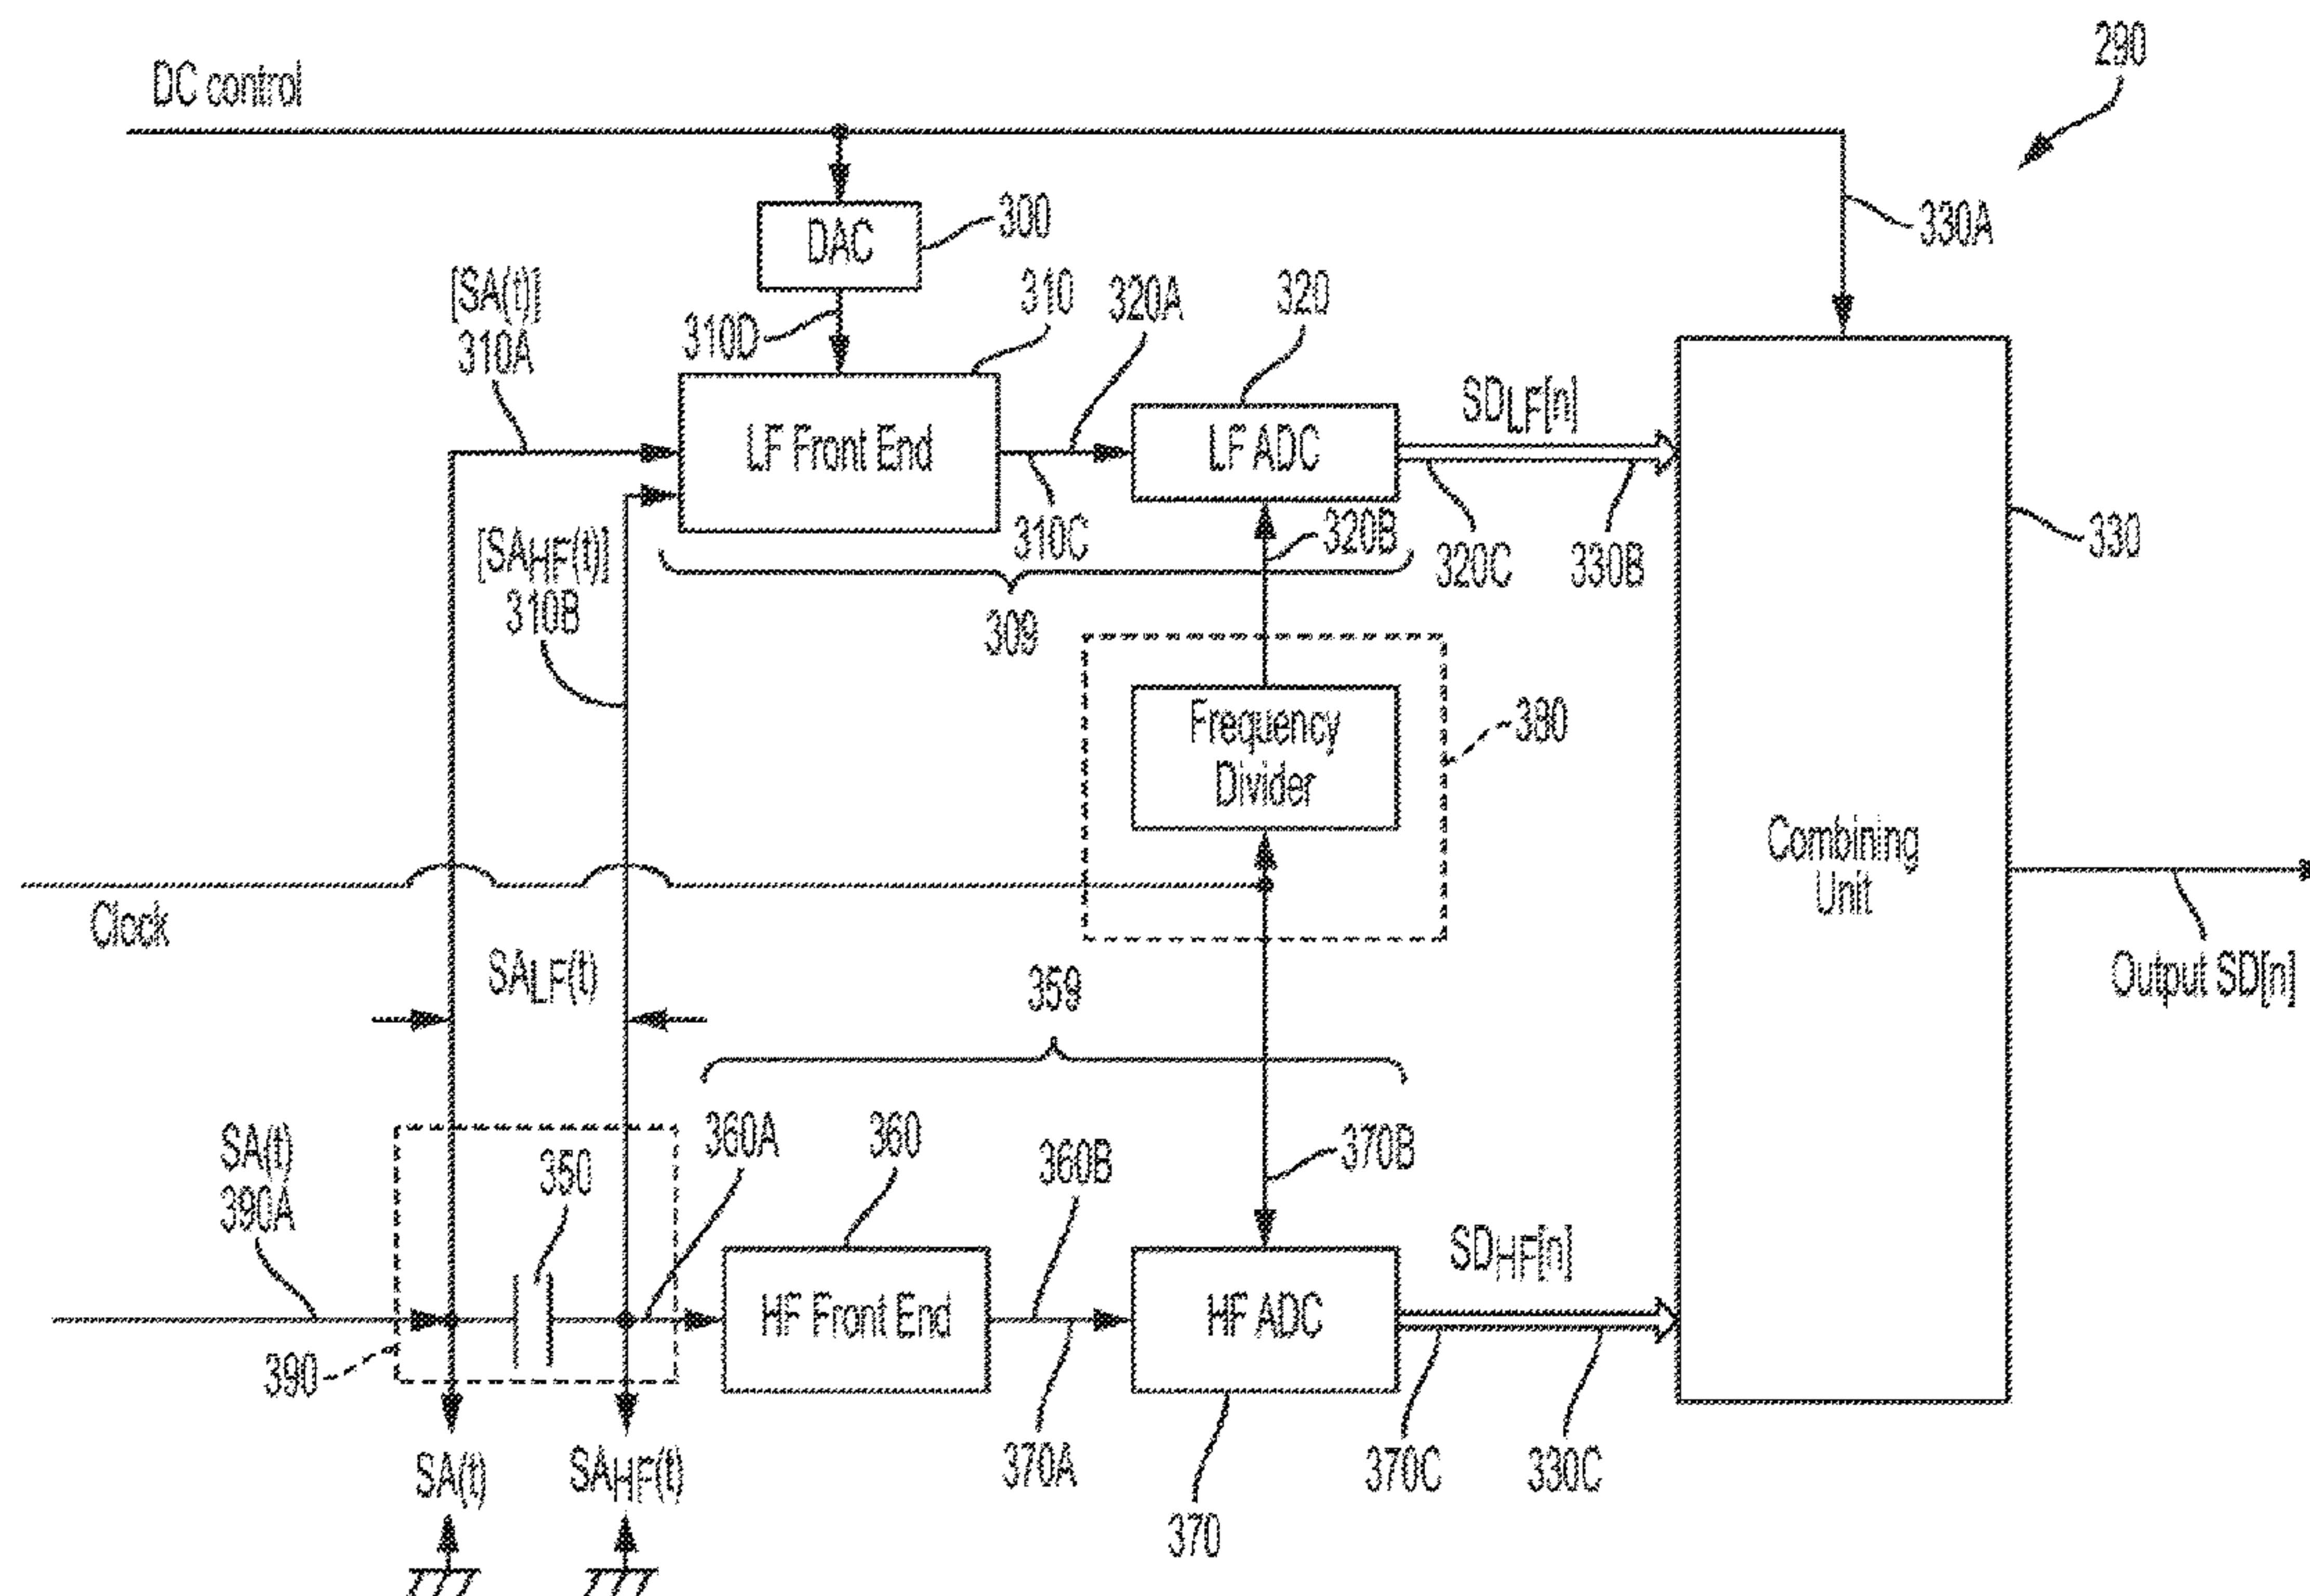 290
DC control
330A
DAC
300
[SA(t)]
310A
310D
310
320A
320
LF Front End
LF ADC
SDLF[n]
310C
320B
320C
330B
330
[SAHF(t)]
310B
309
Frequency
Divider
380
Combining
Unit
Clock
SALF(t)
359
Output SD[n]
SA(t)
390A
350
360A
360
360B
370B
SDHF[n]
HF Front End
HF ADC
390
370A
370C
330C
SA(t)
SAHF(t)
370